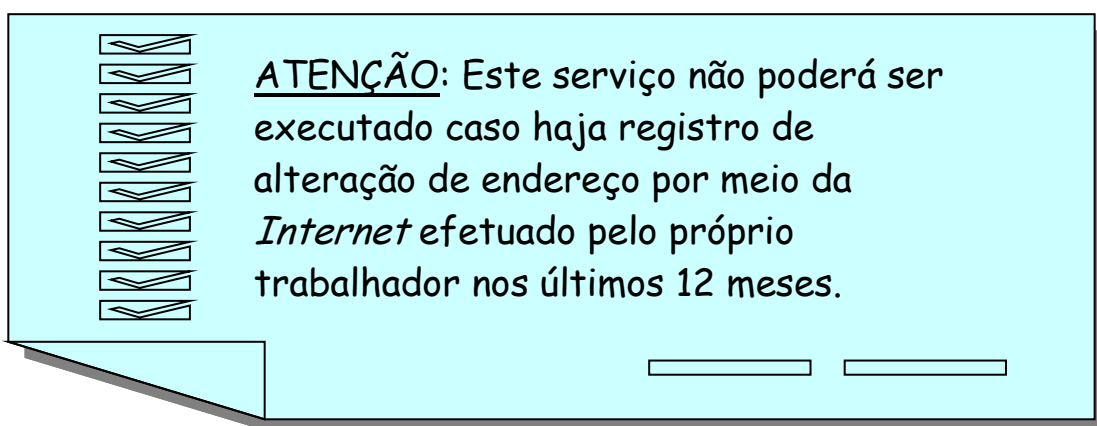 ATENÇÃO: Este serviço não poderá ser
executado caso haja registro de
alteração de endereço por meio da
Internet efetuado pelo próprio
trabalhador nos últimos 12 meses.